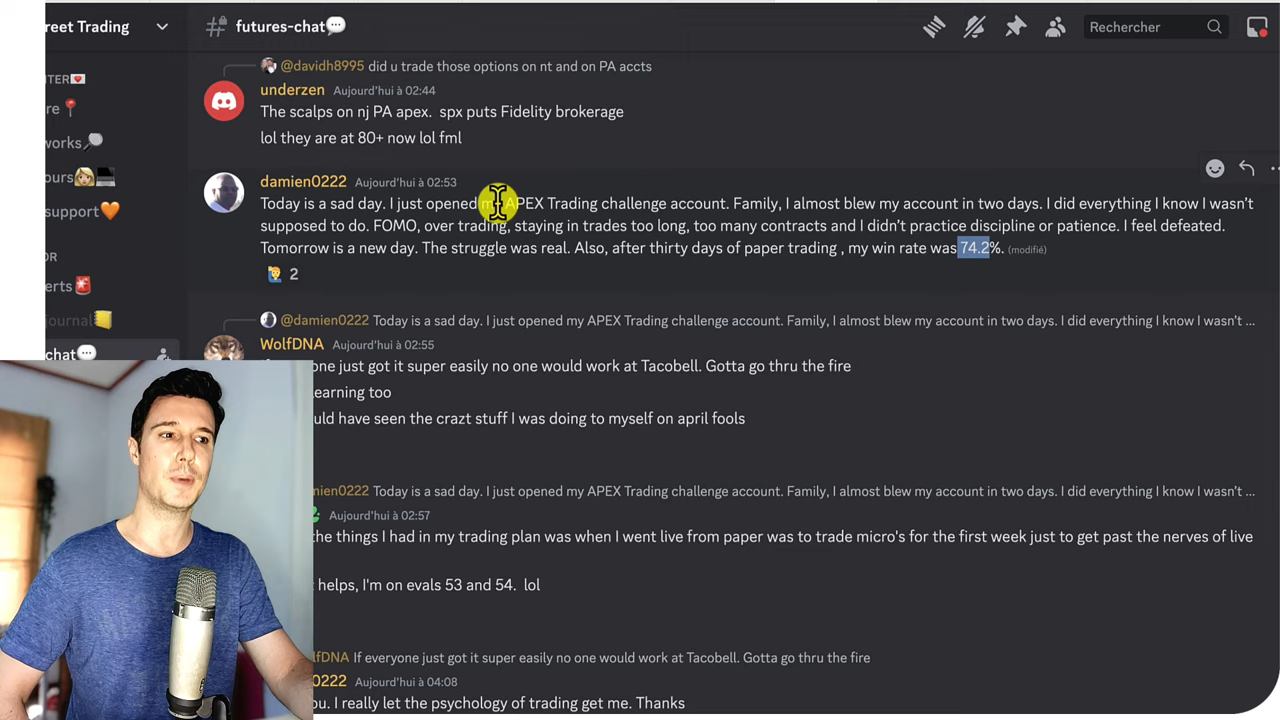 reet Trading
futures-chat
Rechercher
@davidh8995 did u trade those options on nt and on PA accts
underzen Aujourd'hui à 02:44
The scalps on nj PA apex. spx puts Fidelity brokerage
lol they are at 80+ now lol fml
damien0222 Aujourd'hui à 02:53
Today is a sad day. I just opened my APEX Trading challenge account. Family, I almost blew my account in two days. I did everything I know I wasn't
supposed to do. FOMO, over trading, staying in trades too long, too many contracts and I didn't practice discipline or patience. I feel defeated.
Tomorrow is a new day. The struggle was real. Also, after thirty days of paper trading , my win rate was 74.2%. (modifié)
2
@damien0222 Today is a sad day. I just opened my APEX Trading challenge account. Family, I almost blew my account in two days. I did everything I know I wasn't ...
WolfDNA Aujourd'hui à 02:55
one just got it super easily no one would work at Tacobell. Gotta go thru the fire
earning too
uld have seen the crazt stuff I was doing to myself on april fools
mien0222 Today is a sad day. I just opened my APEX Trading challenge account. Family, I almost blew my account in two days. I did everything I know I wasn't ...
Aujourd'hui à 02:57
the things I had in my trading plan was when I went live from paper was to trade micro's for the first week just to get past the nerves of live
helps, I'm on evals 53 and 54. lol
lfDNA If everyone just got it super easily no one would work at Tacobell. Gotta go thru the fire
0222 Aujourd'hui à 04:08
ou. I really let the psychology of trading get me. Thanks
NTER
re
works
ours
support
OR
erts
journal
chat